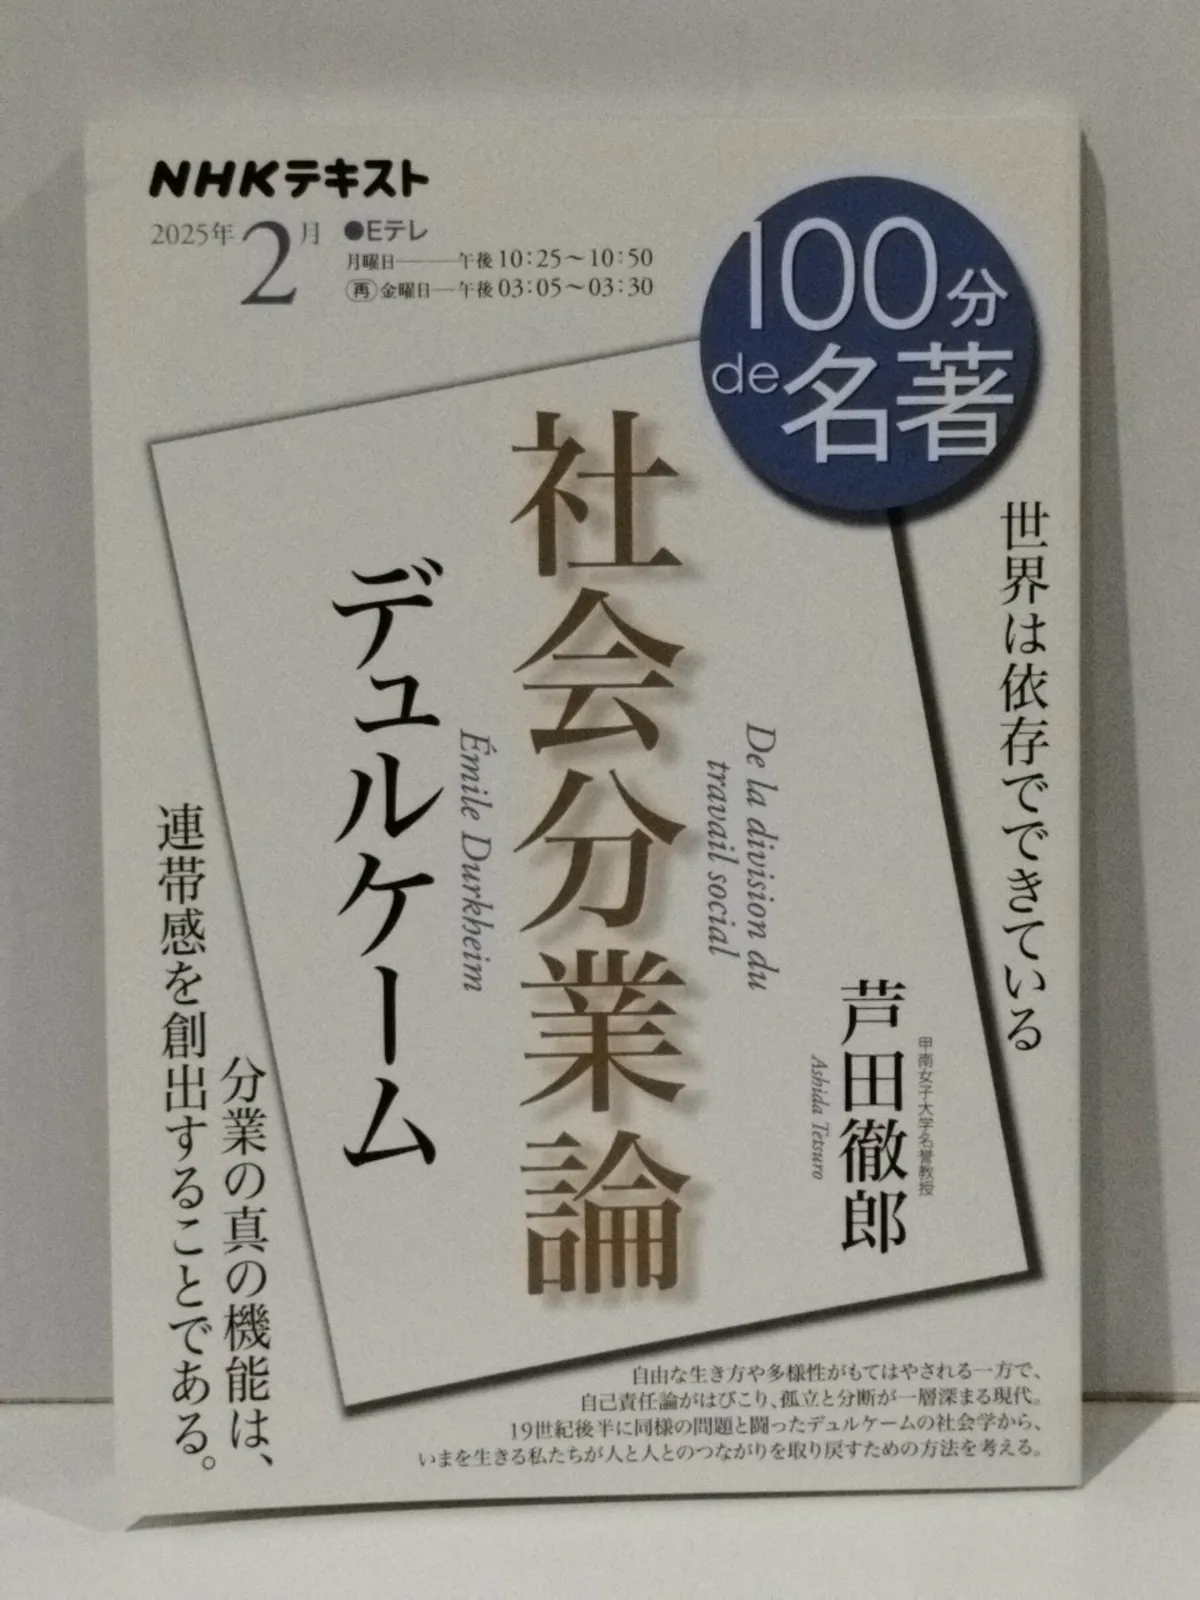 NHKテキスト
2025年2月
●Eテレ
月曜日――午後10:25～10:50
再 金曜日―午後03:05～03:30
100分
de名著
世界は依存でできている
甲南女子大学名誉教授
芦田徹郎
Ashida Tetsuro
De la division du
travail social
社会分業論
Émile Durkheim
デュルケーム
分業の真の機能は、
連帯感を創出することである。
自由な生き方や多様性がもてはやされる一方で、
自己責任論がはびこり、孤立と分断が一層深まる現代。
19世紀後半に同様の問題と闘ったデュルケームの社会学から、
いまを生きる私たちが人と人とのつながりを取り戻すための方法を考える。